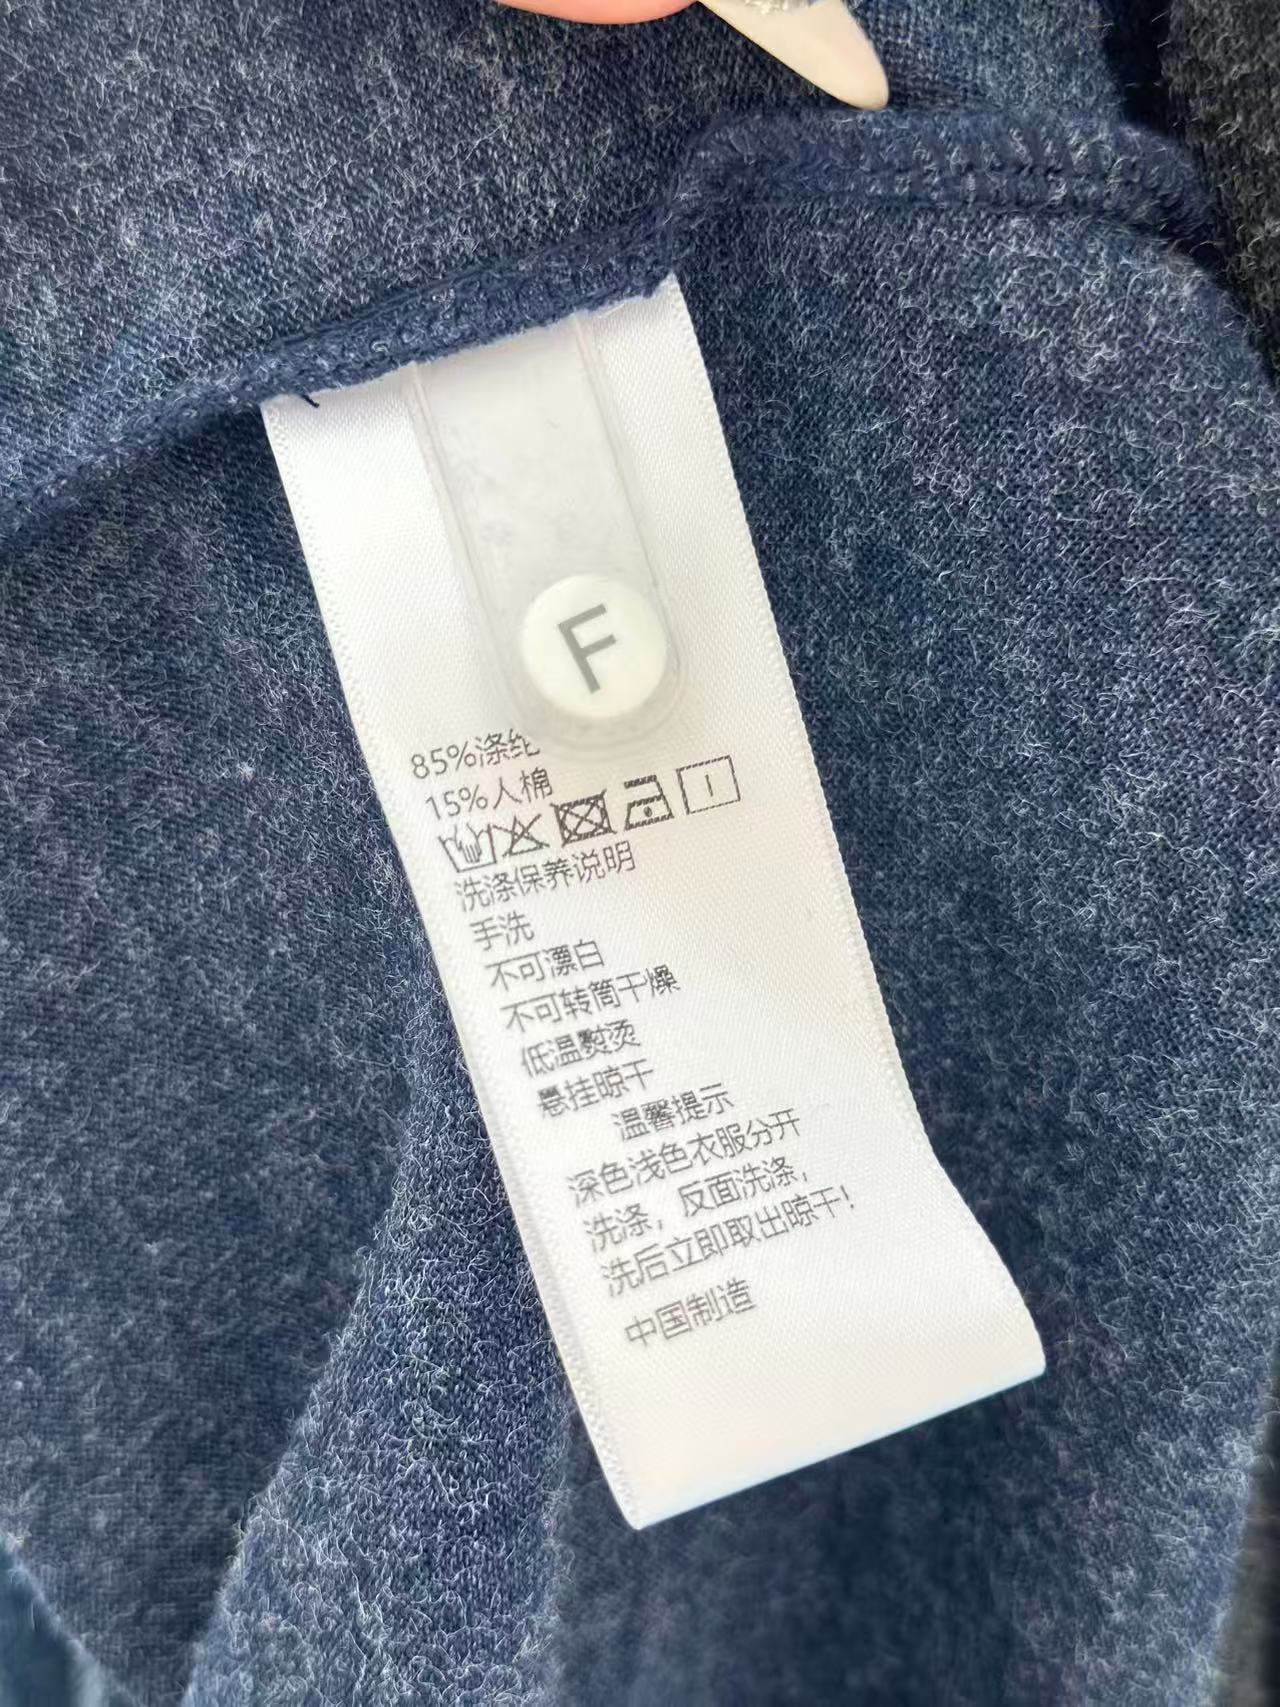 F
85%涤纶
15%人棉
洗涤保养说明
手洗
不可漂白
不可转筒干燥
低温熨烫
悬挂晾干
温馨提示
深色浅色衣服分开
洗涤，反面洗涤，
洗后立即取出晾干！
中国制造